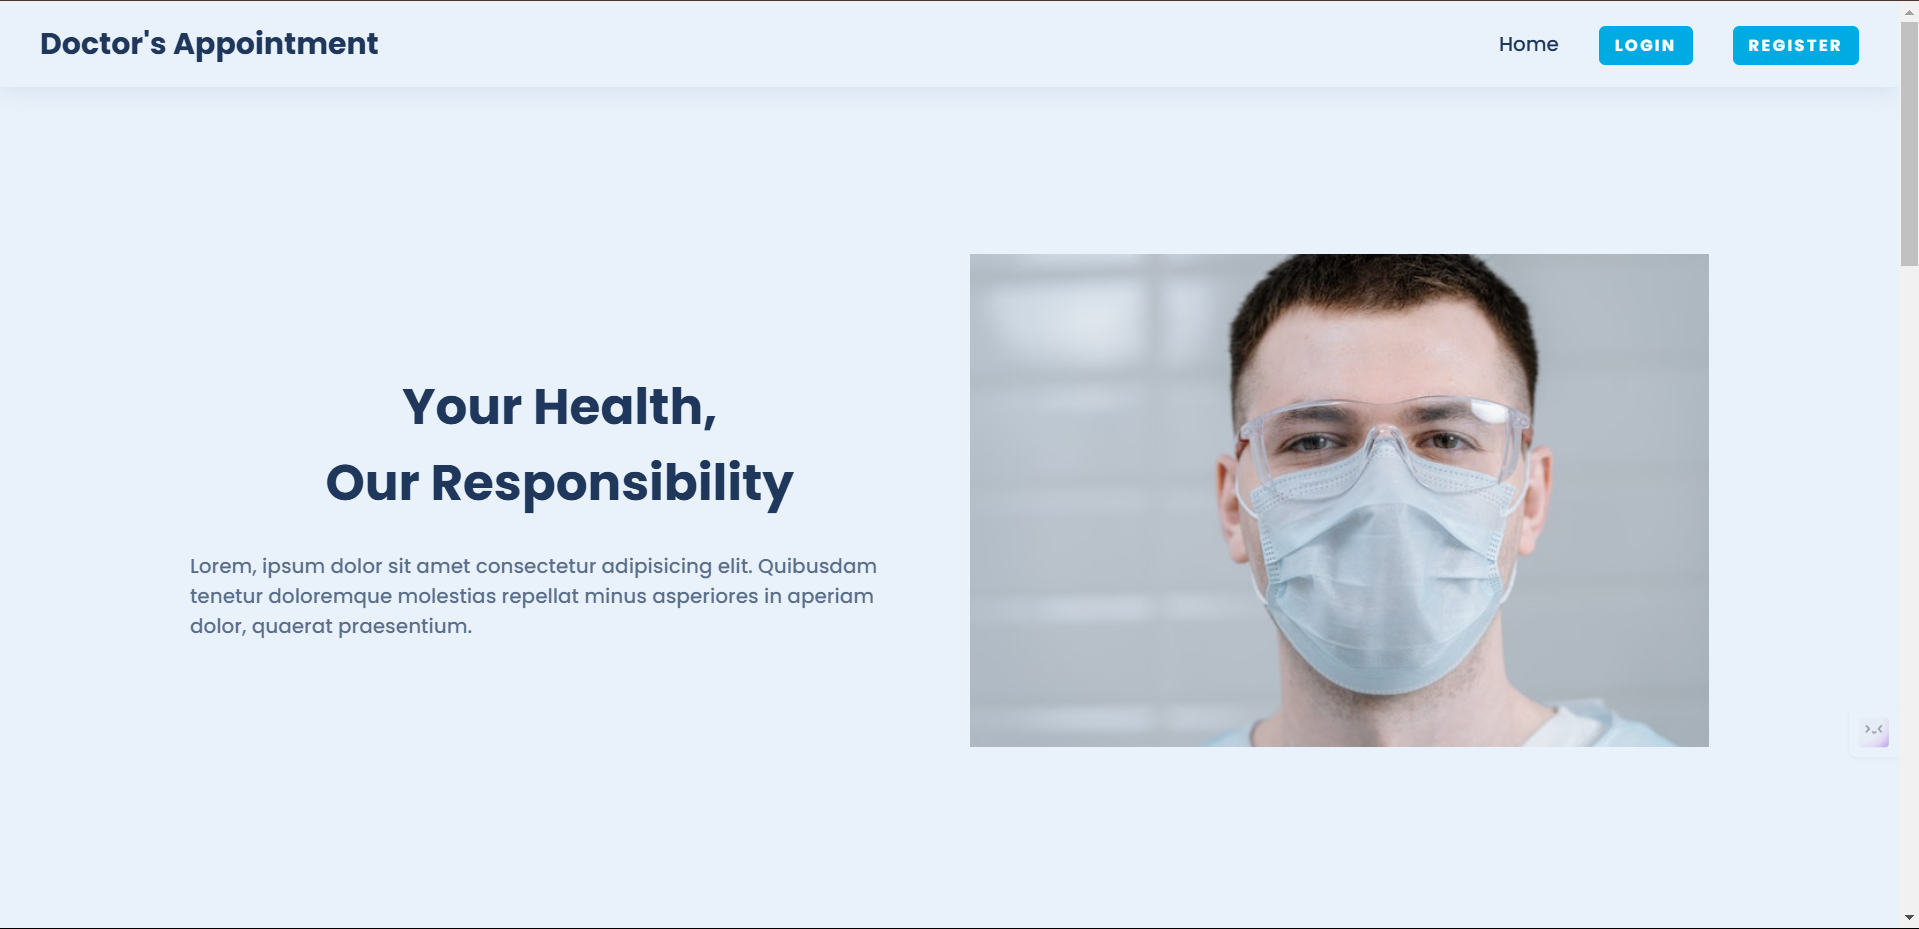 Doctor's Appointment
Home
LOGIN
REGISTER
Your Health,
Our Responsibility
Lorem, ipsum dolor sit amet consectetur adipisicing elit. Quibusdam
tenetur doloremque molestias repellat minus asperiores in aperiam
dolor, quaerat praesentium.